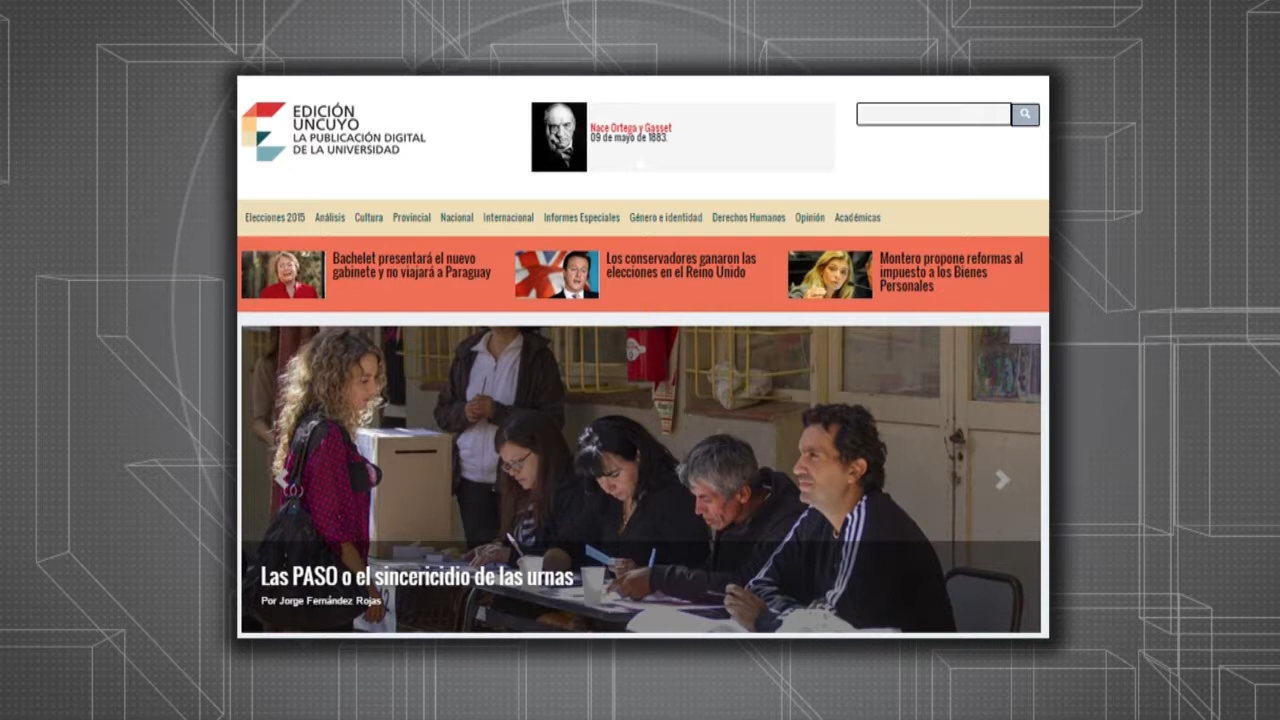 EDICIÓN
UNCUYO
LA PUBLICACIÓN DIGITAL
DE LA UNIVERSIDAD
Nace Ortega y Gasset
09 de mayo de 1883.
Elecciones 2015 Análisis Cultura Provincial Nacional Internacional Informes Especiales Género e identidad Derechos Humanos Opinión Académicas
Bachelet presentará el nuevo
gabinete y no viajará a Paraguay
Los conservadores ganaron las
elecciones en el Reino Unido
Montero propone reformas al
impuesto a los Bienes
Personales
Las PASO o el sincericidio de las urnas
Por Jorge Fernández Rojas